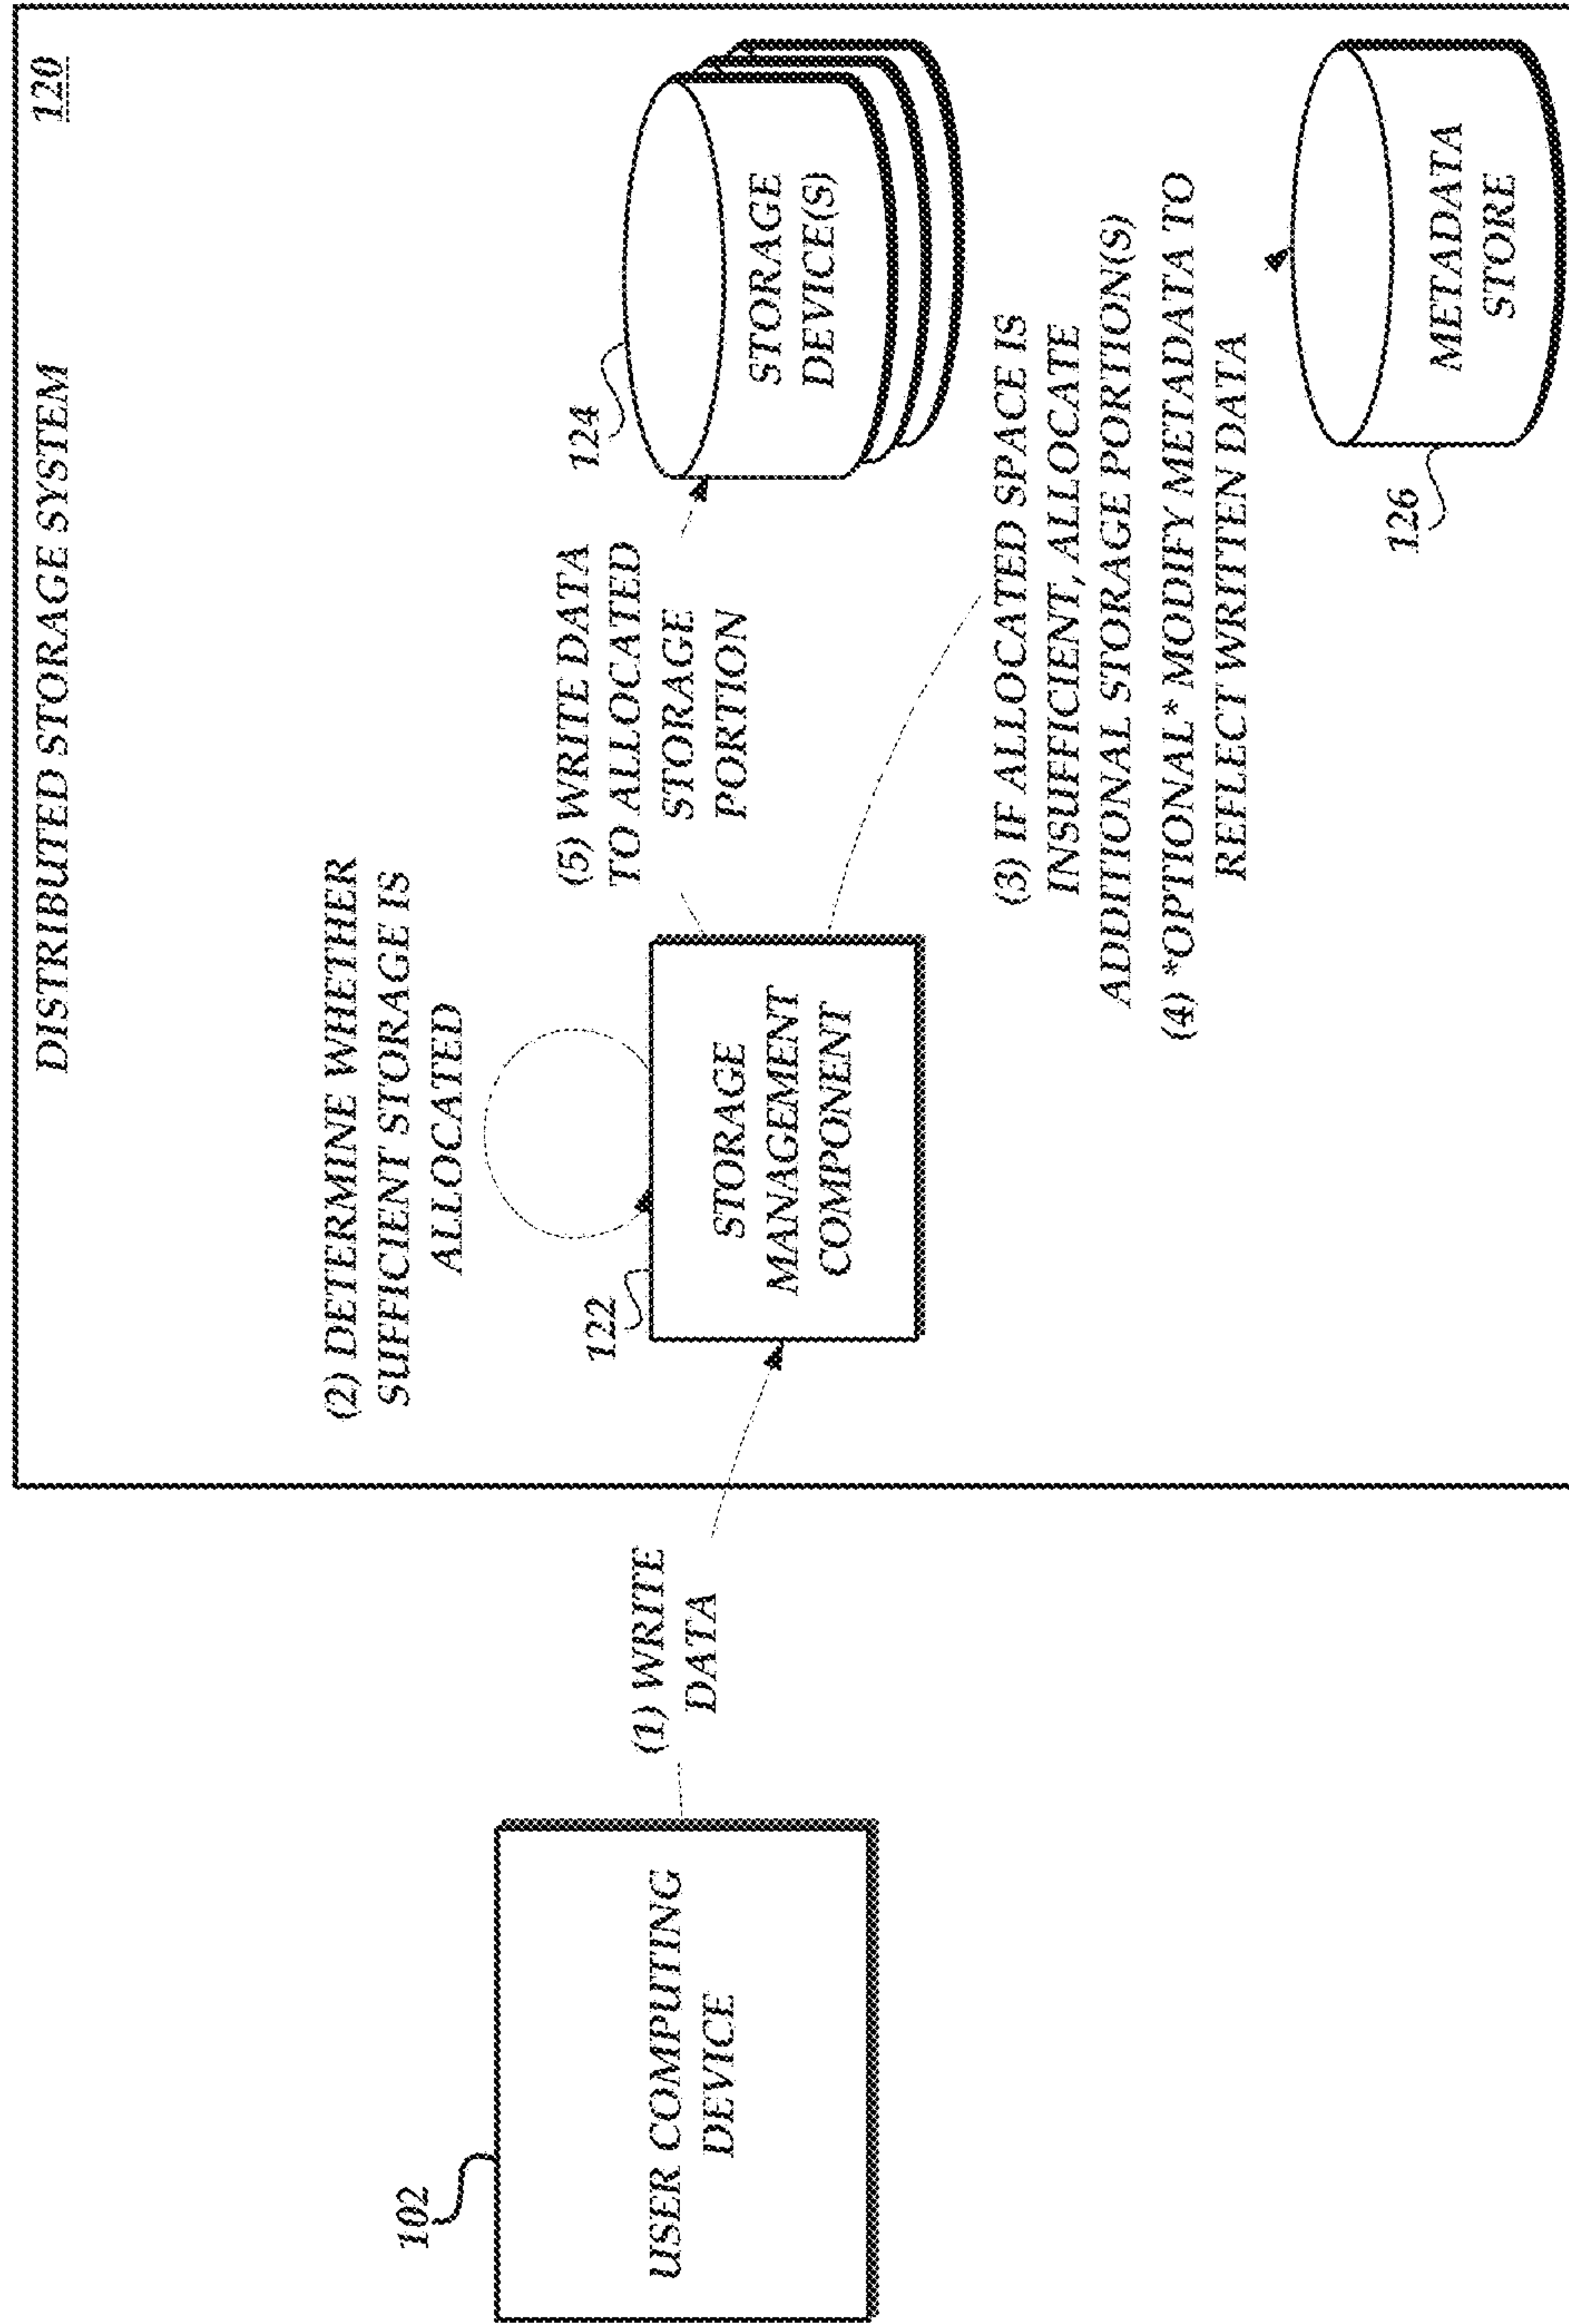 DISTRIBUTED STORAGE SYSTEM
120
(2) DETERMINE WHETHER
SUFFICIENT STORAGE IS
ALLOCATED
102
USER COMPUTING
DEVICE
(1) WRITE
DATA
122
STORAGE
MANAGEMENT
COMPONENT
(5) WRITE DATA
TO ALLOCATED
STORAGE
PORTION
124
STORAGE
DEVICE(S)
(3) IF ALLOCATED SPACE IS
INSUFFICIENT, ALLOCATE
ADDITIONAL STORAGE PORTION(S)
(4) *OPTIONAL* MODIFY METADATA TO
REFLECT WRITTEN DATA
126
METADATA
STORE